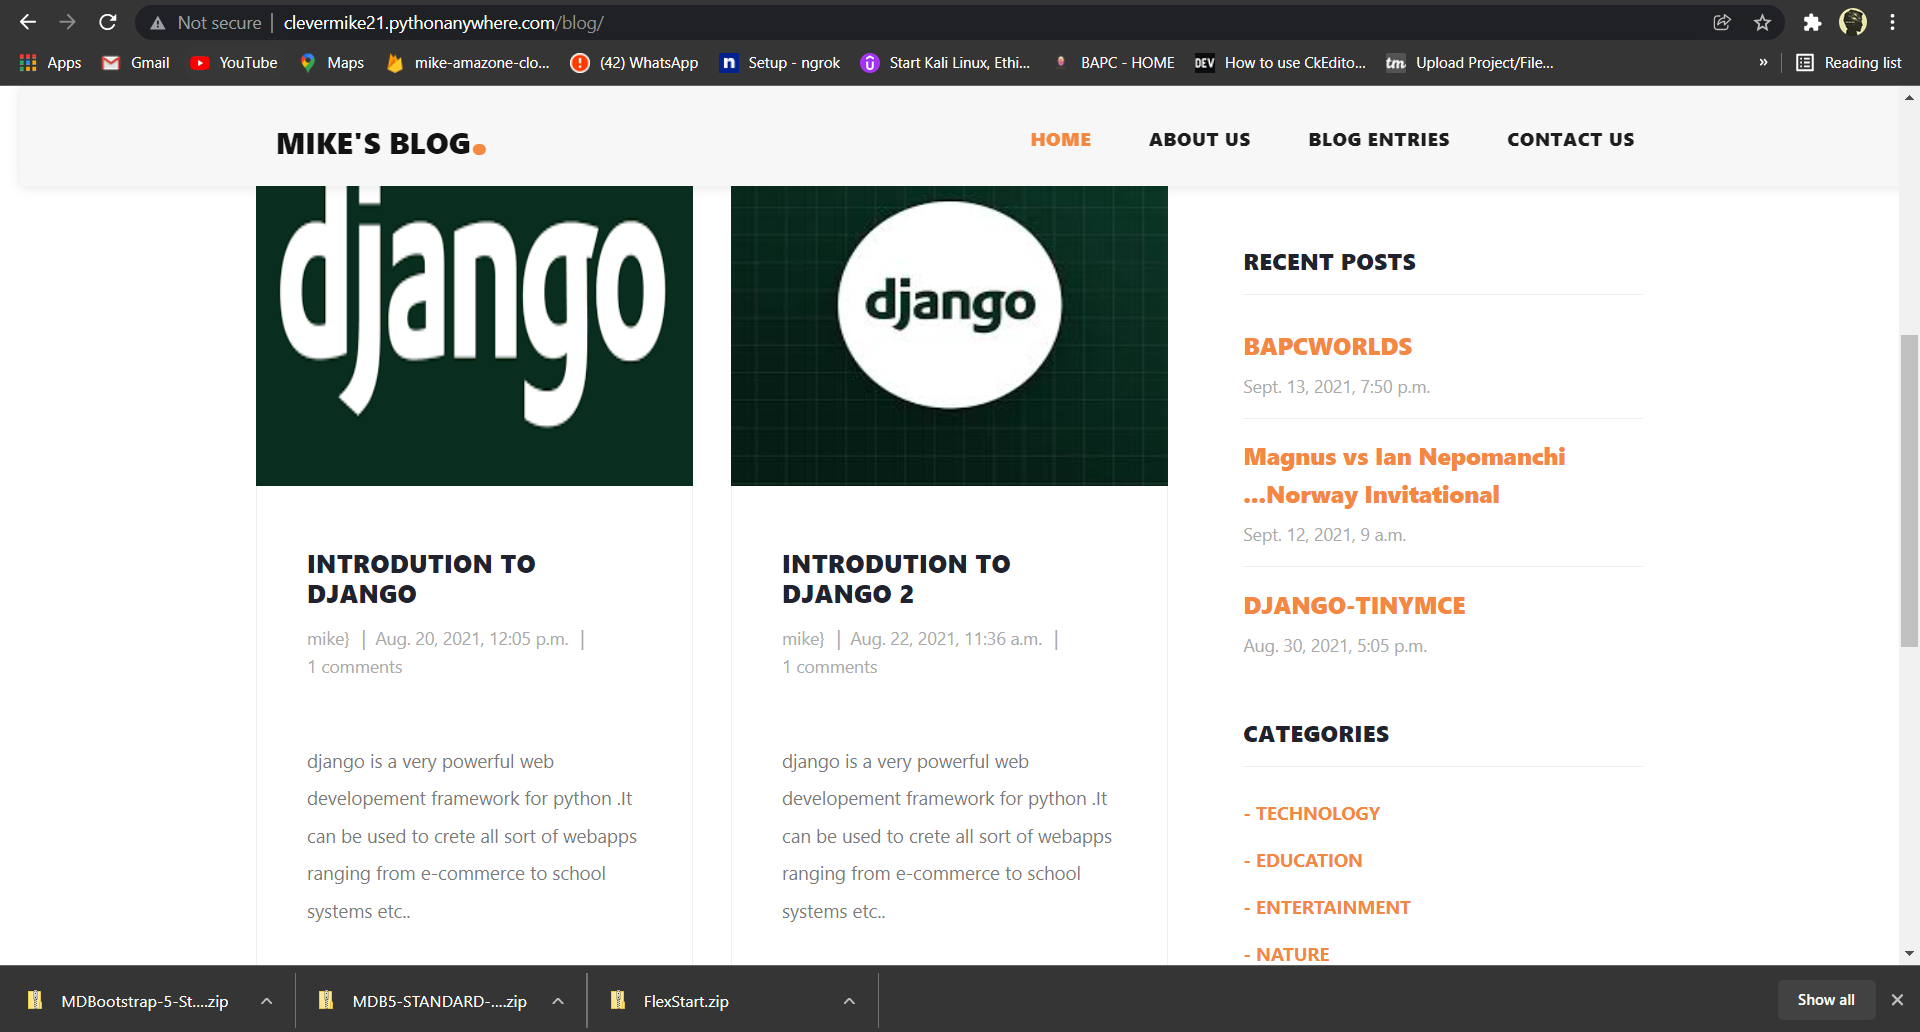 Not secure
clevermike21.pythonanywhere.com/blog/
Apps
Gmail
YouTube
Maps
mike-amazone-clo...
(42) WhatsApp
n
Setup - ngrok
Start Kali Linux, Ethi...
BAPC - HOME
DEV
How to use CkEdito...
tm
Upload Project/File...
»
Reading list
MIKE'S BLOG.
HOME
ABOUT US
BLOG ENTRIES
CONTACT US
django
django
INTRODUTION TO
DJANGO
mike} | Aug. 20, 2021, 12:05 p.m. |
1 comments
django is a very powerful web
developement framework for python .It
can be used to crete all sort of webapps
ranging from e-commerce to school
systems etc..
INTRODUTION TO
DJANGO 2
mike} | Aug. 22, 2021, 11:36 a.m. |
1 comments
django is a very powerful web
developement framework for python .It
can be used to crete all sort of webapps
ranging from e-commerce to school
systems etc..
RECENT POSTS
BAPCWORLDS
Sept. 13, 2021, 7:50 p.m.
Magnus vs Ian Nepomanchi
...Norway Invitational
Sept. 12, 2021, 9 a.m.
DJANGO-TINYMCE
Aug. 30, 2021, 5:05 p.m.
CATEGORIES
- TECHNOLOGY
- EDUCATION
- ENTERTAINMENT
- NATURE
MDBootstrap-5-St....zip
MDB5-STANDARD-....zip
FlexStart.zip
Show all